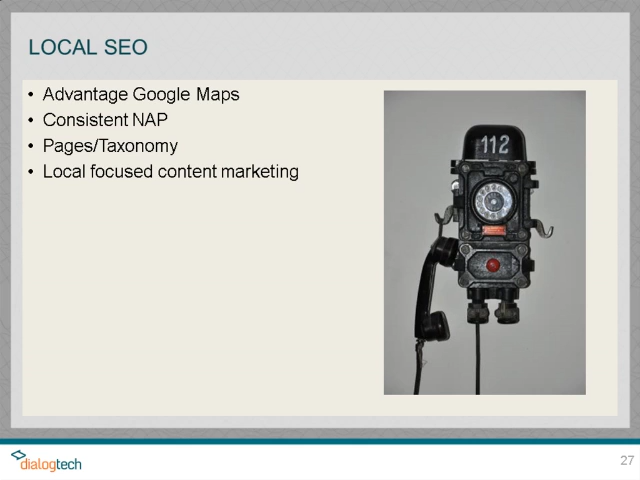 LOCAL SEO
• Advantage Google Maps
• Consistent NAP
• Pages/Taxonomy
• Local focused content marketing
112
dialogtech
27